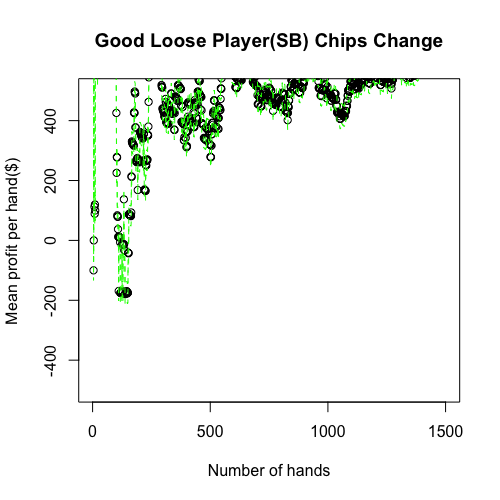 Good Loose Player(SB) Chips Change
Mean profit per hand($)
400
200
0
-200
-400
0 500 1000 1500
Number of hands